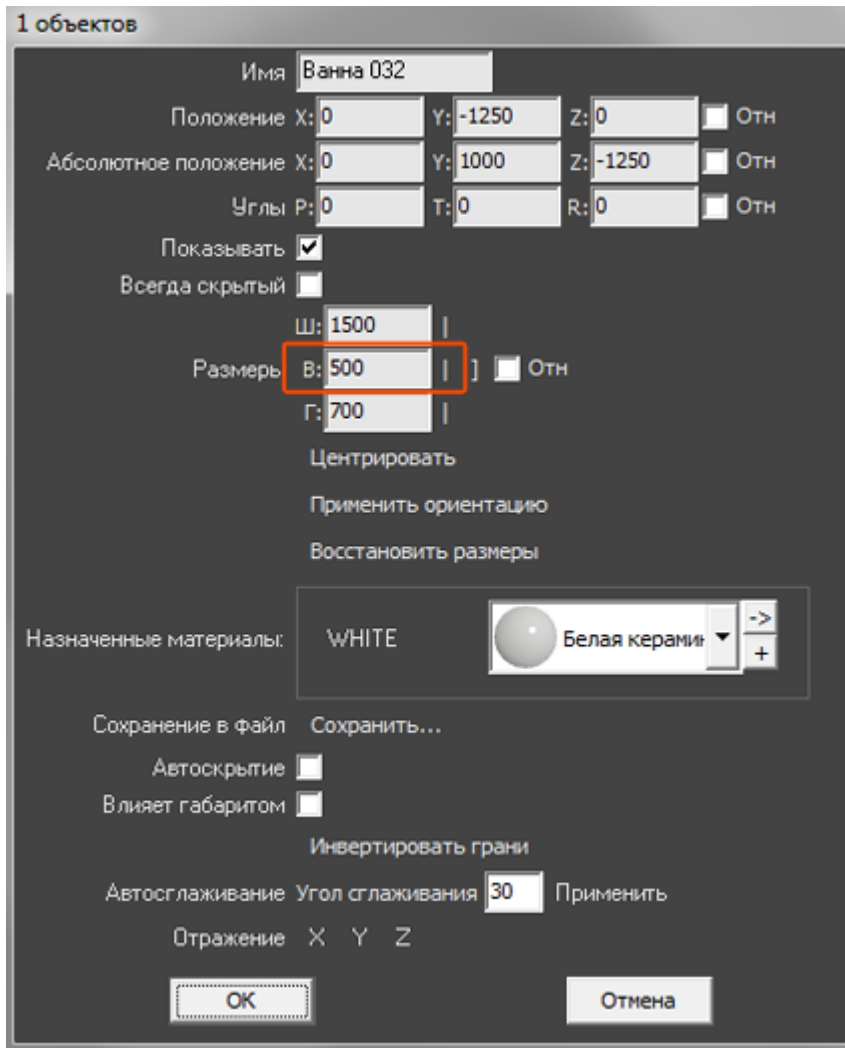 1 объектов
Имя Ванна 032
Положение X: 0 Y: -1250 Z: 0 Отн
Абсолютное положение X: 0 Y: 1000 Z: -1250 Отн
Углы P: 0 T: 0 R: 0 Отн
Показывать
Всегда скрытый
Ш: 1500 |
Размеры В: 500 | ] Отн
Г: 700 |
Центрировать
Применить ориентацию
Восстановить размеры
Назначенные материалы: WHITE Белая керами -> +
Сохранение в файл Сохранить...
Автоскрытие
Влияет габаритом
Инвертировать грани
Автосглаживание Угол сглаживания 30 Применить
Отражение X Y Z
OK Отмена